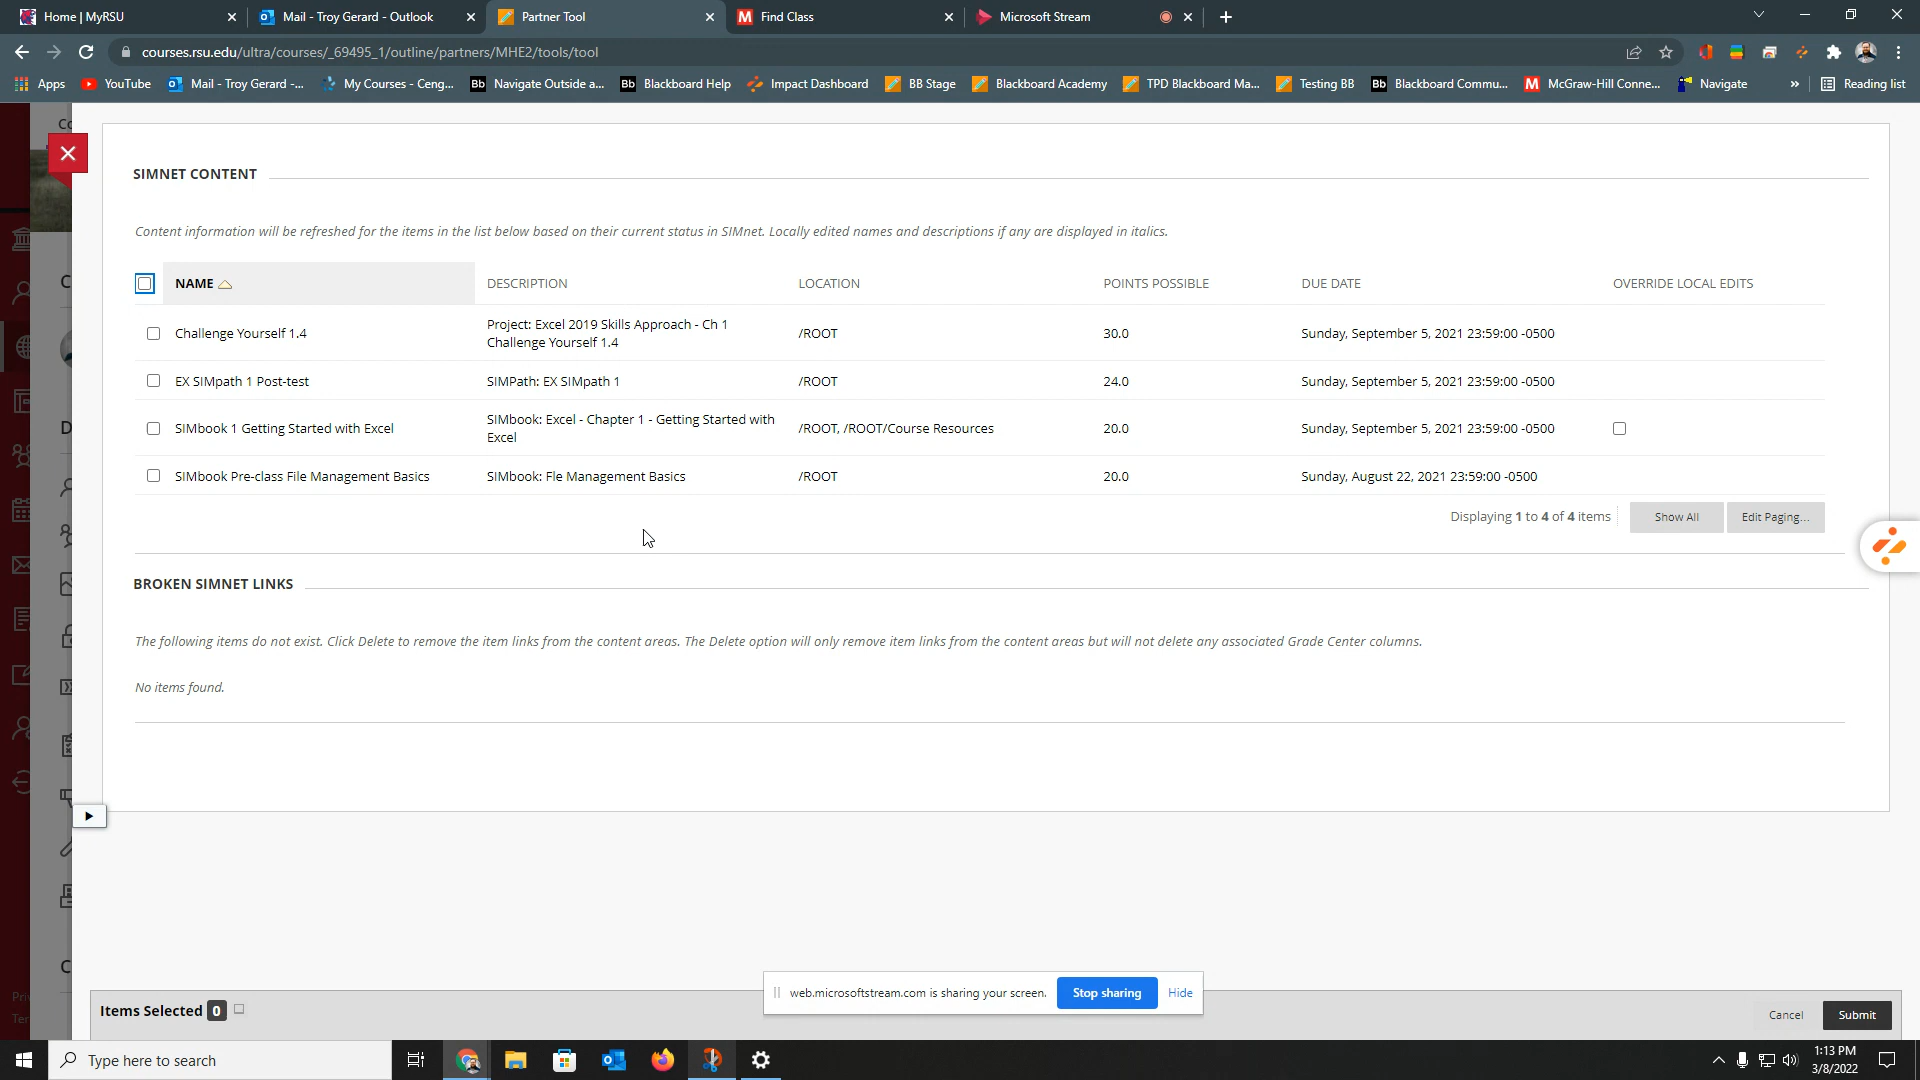 Home | MyRSU
Mail - Troy Gerard - Outlook
Partner Tool
Find Class
Microsoft Stream
courses.rsu.edu/ultra/courses/_69495_1/outline/partners/MHE2/tools/tool
Apps
YouTube
Mail - Troy Gerard -...
My Courses - Ceng...
Bb Navigate Outside a...
Bb Blackboard Help
Impact Dashboard
BB Stage
Blackboard Academy
TPD Blackboard Ma...
Testing BB
Bb Blackboard Commu...
M McGraw-Hill Conne...
Navigate
»
Reading list
SIMNET CONTENT
Content information will be refreshed for the items in the list below based on their current status in SIMnet. Locally edited names and descriptions if any are displayed in italics.
NAME DESCRIPTION LOCATION POINTS POSSIBLE DUE DATE OVERRIDE LOCAL EDITS
Challenge Yourself 1.4
Project: Excel 2019 Skills Approach - Ch 1
Challenge Yourself 1.4
/ROOT
30.0
Sunday, September 5, 2021 23:59:00 -0500
EX SIMpath 1 Post-test
SIMPath: EX SIMpath 1
/ROOT
24.0
Sunday, September 5, 2021 23:59:00 -0500
SIMbook 1 Getting Started with Excel
SIMbook: Excel - Chapter 1 - Getting Started with
Excel
/ROOT, /ROOT/Course Resources
20.0
Sunday, September 5, 2021 23:59:00 -0500
SIMbook Pre-class File Management Basics
SIMbook: Fle Management Basics
/ROOT
20.0
Sunday, August 22, 2021 23:59:00 -0500
Displaying 1 to 4 of 4 items
Show All
Edit Paging...
BROKEN SIMNET LINKS
The following items do not exist. Click Delete to remove the item links from the content areas. The Delete option will only remove item links from the content areas but will not delete any associated Grade Center columns.
No items found.
Items Selected 0
web.microsoftstream.com is sharing your screen.
Stop sharing
Hide
Cancel
Submit
Type here to search
1:13 PM
3/8/2022